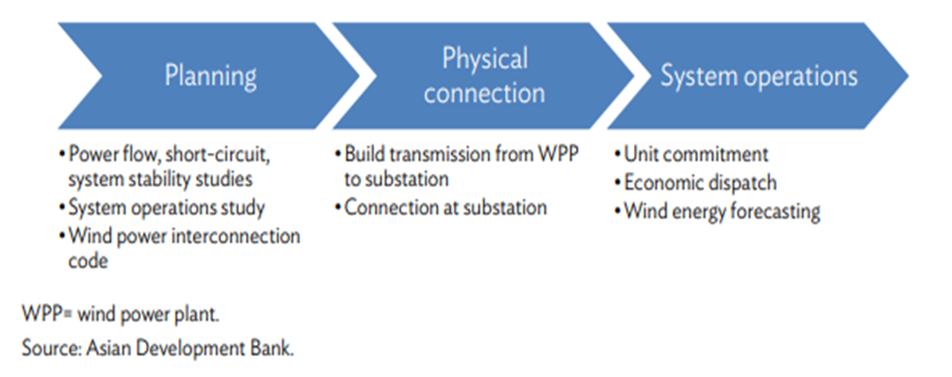 Planning
Physical
connection
System operations
•Power flow, short-circuit,
system stability studies
•System operations study
•Wind power interconnection
code
•Build transmission from WPP
to substation
•Connection at substation
•Unit commitment
•Economic dispatch
•Wind energy forecasting
WPP= wind power plant.
Source: Asian Development Bank.